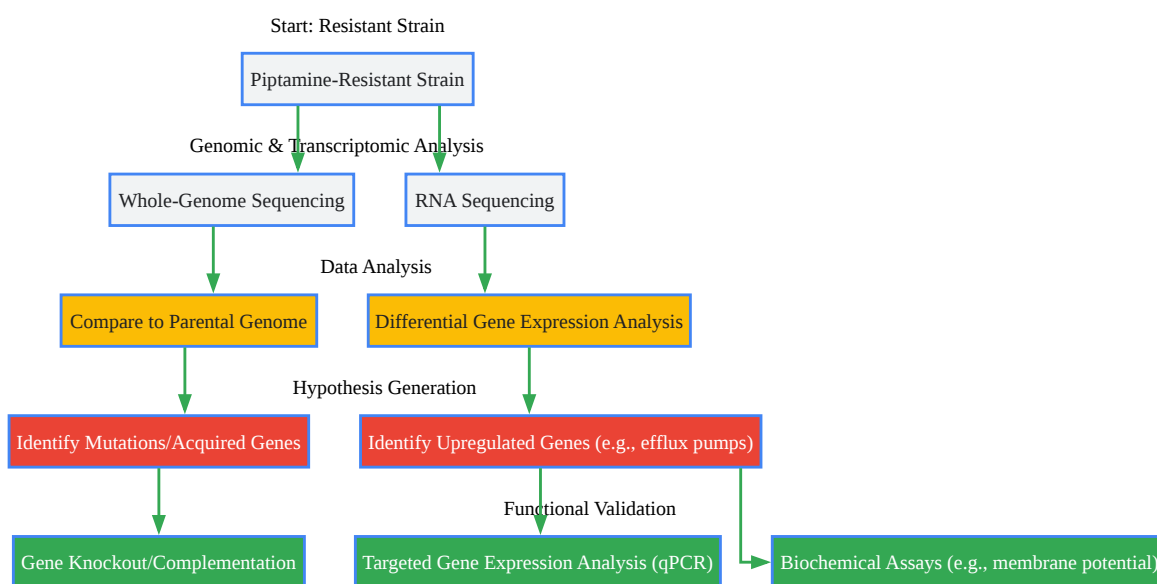 Start: Resistant Strain
Piptamine-Resistant Strain
Genomic & Transcriptomic Analysis
Whole-Genome Sequencing
RNA Sequencing
Data Analysis
Compare to Parental Genome
Differential Gene Expression Analysis
Hypothesis Generation
Identify Mutations/Acquired Genes
Identify Upregulated Genes (e.g., efflux pumps)
Functional Validation
Gene Knockout/Complementation
Targeted Gene Expression Analysis (qPCR)
Biochemical Assays (e.g., membrane potential)